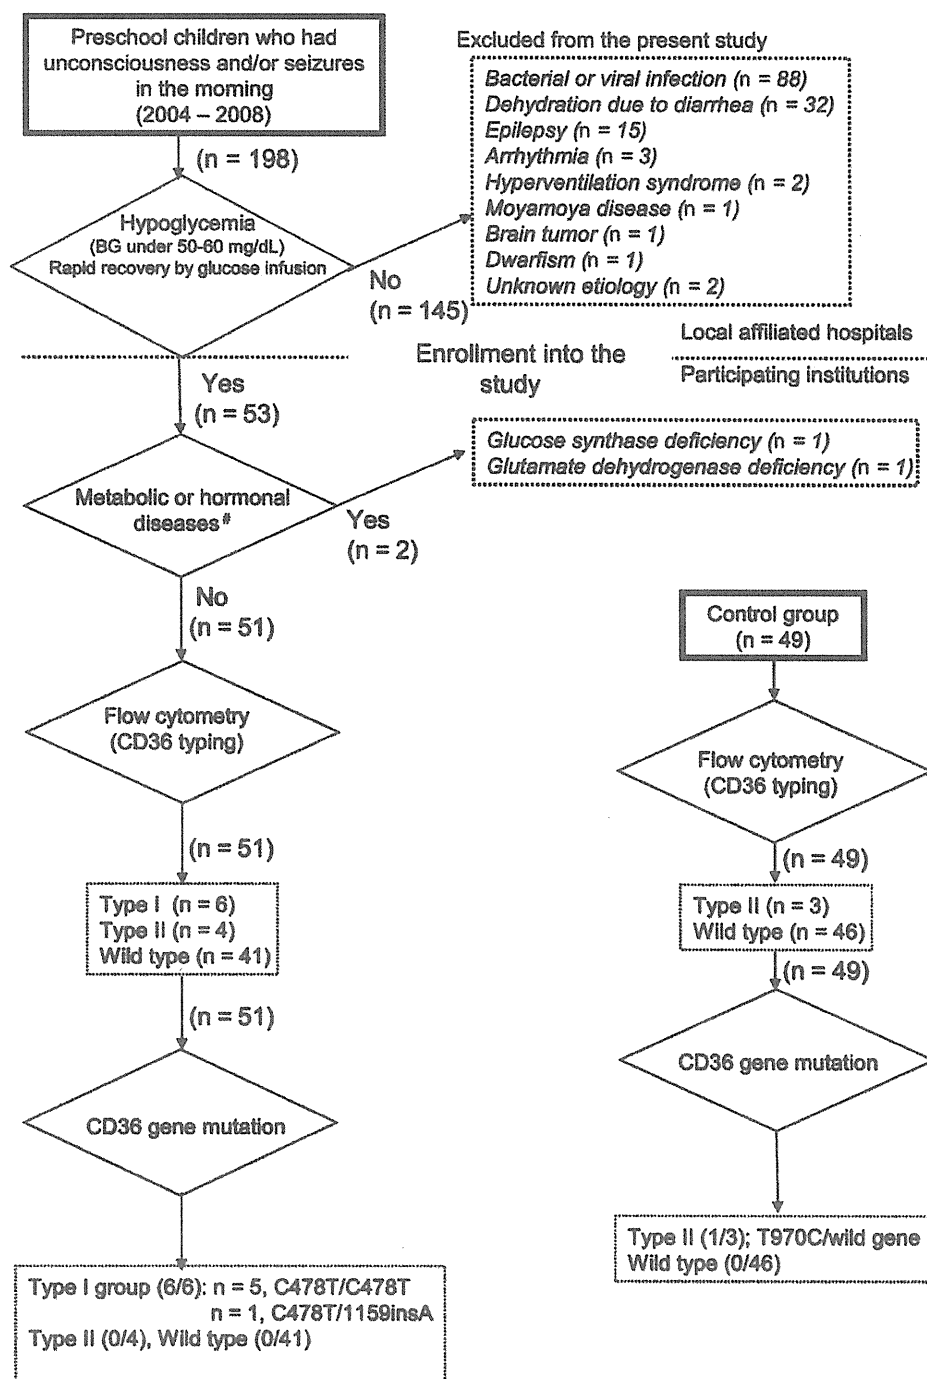 Preschool children who had
unconsciousness and/or seizures
in the morning
(2004 – 2008)
(n = 198)
Hypoglycemia
(BG under 50-60 mg/dL)
Rapid recovery by glucose infusion
No
(n = 145)
Excluded from the present study
Bacterial or viral infection (n = 88)
Dehydration due to diarrhea (n = 32)
Epilepsy (n = 15)
Arrhythmia (n = 3)
Hyperventilation syndrome (n = 2)
Moyamoya disease (n = 1)
Brain tumor (n = 1)
Dwarfism (n = 1)
Unknown etiology (n = 2)
Local affiliated hospitals
Enrollment into the
study
Participating institutions
Yes
(n = 53)
Metabolic or hormonal
diseases#
Yes
(n = 2)
Glucose synthase deficiency (n = 1)
Glutamate dehydrogenase deficiency (n = 1)
No
(n = 51)
Flow cytometry
(CD36 typing)
(n = 51)
Type I (n = 6)
Type II (n = 4)
Wild type (n = 41)
(n = 51)
CD36 gene mutation
Type I group (6/6): n = 5, C478T/C478T
n = 1, C478T/1159insA
Type II (0/4), Wild type (0/41)
Control group
(n = 49)
Flow cytometry
(CD36 typing)
(n = 49)
Type II (n = 3)
Wild type (n = 46)
(n = 49)
CD36 gene mutation
Type II (1/3); T970C/wild gene
Wild type (0/46)